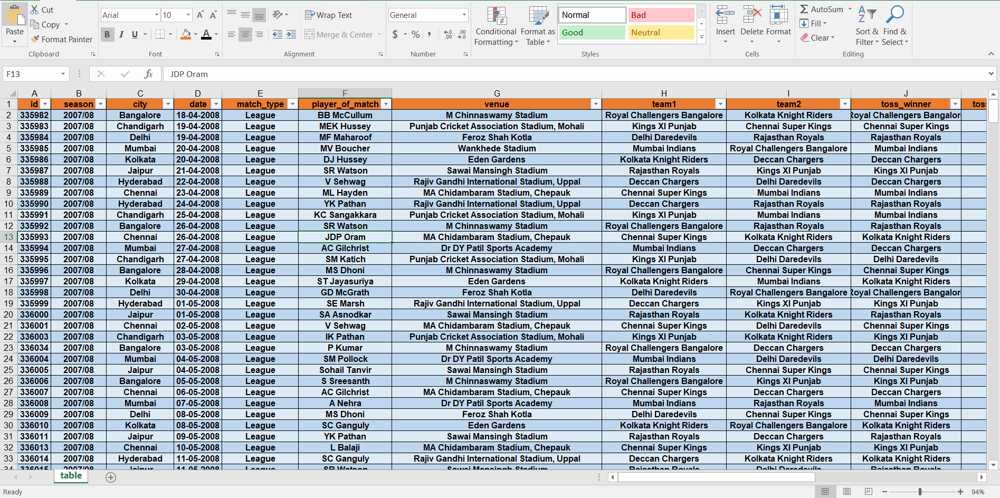 Cut
Copy
Format Painter
Paste
Clipboard
Arial 10
B I U
Font
Wrap Text
Merge & Center
Alignment
General
$ % ,
Number
Conditional Formatting
Format as Table
Normal Bad
Good Neutral
Styles
Insert Delete Format
Cells
AutoSum
Fill
Clear
Sort & Filter
Find & Select
Editing
F13 fx JDP Oram
A B C D E F G H I J
1 id season city date match_type player_of_match venue team1 team2 toss_winner
2 335982 2007/08 Bangalore 18-04-2008 League BB McCullum M Chinnaswamy Stadium Royal Challengers Bangalore Kolkata Knight Riders Royal Challengers Bangalor
3 335983 2007/08 Chandigarh 19-04-2008 League MEK Hussey Punjab Cricket Association Stadium, Mohali Kings XI Punjab Chennai Super Kings Chennai Super Kings
4 335984 2007/08 Delhi 19-04-2008 League MF Maharoof Feroz Shah Kotla Delhi Daredevils Rajasthan Royals Rajasthan Royals
5 335985 2007/08 Mumbai 20-04-2008 League MV Boucher Wankhede Stadium Mumbai Indians Royal Challengers Bangalore Mumbai Indians
6 335986 2007/08 Kolkata 20-04-2008 League DJ Hussey Eden Gardens Kolkata Knight Riders Deccan Chargers Deccan Chargers
7 335987 2007/08 Jaipur 21-04-2008 League SR Watson Sawai Mansingh Stadium Rajasthan Royals Kings XI Punjab Kings XI Punjab
8 335988 2007/08 Hyderabad 22-04-2008 League V Sehwag Rajiv Gandhi International Stadium, Uppal Deccan Chargers Delhi Daredevils Deccan Chargers
9 335989 2007/08 Chennai 23-04-2008 League ML Hayden MA Chidambaram Stadium, Chepauk Chennai Super Kings Mumbai Indians Mumbai Indians
10 335990 2007/08 Hyderabad 24-04-2008 League YK Pathan Rajiv Gandhi International Stadium, Uppal Deccan Chargers Rajasthan Royals Rajasthan Royals
11 335991 2007/08 Chandigarh 25-04-2008 League KC Sangakkara Punjab Cricket Association Stadium, Mohali Kings XI Punjab Mumbai Indians Mumbai Indians
12 335992 2007/08 Bangalore 26-04-2008 League SR Watson M Chinnaswamy Stadium Royal Challengers Bangalore Rajasthan Royals Rajasthan Royals
13 335993 2007/08 Chennai 26-04-2008 League JDP Oram MA Chidambaram Stadium, Chepauk Chennai Super Kings Kolkata Knight Riders Kolkata Knight Riders
14 335994 2007/08 Mumbai 27-04-2008 League AC Gilchrist Dr DY Patil Sports Academy Mumbai Indians Deccan Chargers Deccan Chargers
15 335995 2007/08 Chandigarh 27-04-2008 League SM Katich Punjab Cricket Association Stadium, Mohali Kings XI Punjab Delhi Daredevils Delhi Daredevils
16 335996 2007/08 Bangalore 28-04-2008 League MS Dhoni M Chinnaswamy Stadium Royal Challengers Bangalore Chennai Super Kings Chennai Super Kings
17 335997 2007/08 Kolkata 29-04-2008 League ST Jayasuriya Eden Gardens Kolkata Knight Riders Mumbai Indians Kolkata Knight Riders
18 335998 2007/08 Delhi 30-04-2008 League GD McGrath Feroz Shah Kotla Delhi Daredevils Royal Challengers Bangalore Royal Challengers Bangalor
19 335999 2007/08 Hyderabad 01-05-2008 League SE Marsh Rajiv Gandhi International Stadium, Uppal Deccan Chargers Kings XI Punjab Kings XI Punjab
20 336000 2007/08 Jaipur 01-05-2008 League SA Asnodkar Sawai Mansingh Stadium Rajasthan Royals Kolkata Knight Riders Rajasthan Royals
21 336001 2007/08 Chennai 02-05-2008 League V Sehwag MA Chidambaram Stadium, Chepauk Chennai Super Kings Delhi Daredevils Chennai Super Kings
22 336003 2007/08 Chandigarh 03-05-2008 League IK Pathan Punjab Cricket Association Stadium, Mohali Kings XI Punjab Kolkata Knight Riders Kings XI Punjab
23 336034 2007/08 Bangalore 03-05-2008 League P Kumar M Chinnaswamy Stadium Royal Challengers Bangalore Deccan Chargers Deccan Chargers
24 336004 2007/08 Mumbai 04-05-2008 League SM Pollock Dr DY Patil Sports Academy Mumbai Indians Delhi Daredevils Delhi Daredevils
25 336005 2007/08 Jaipur 04-05-2008 League Sohail Tanvir Sawai Mansingh Stadium Rajasthan Royals Chennai Super Kings Chennai Super Kings
26 336006 2007/08 Bangalore 05-05-2008 League S Sreesanth M Chinnaswamy Stadium Royal Challengers Bangalore Kings XI Punjab Kings XI Punjab
27 336007 2007/08 Chennai 06-05-2008 League AC Gilchrist MA Chidambaram Stadium, Chepauk Chennai Super Kings Deccan Chargers Deccan Chargers
28 336008 2007/08 Mumbai 07-05-2008 League A Nehra Dr DY Patil Sports Academy Mumbai Indians Rajasthan Royals Mumbai Indians
29 336009 2007/08 Delhi 08-05-2008 League MS Dhoni Feroz Shah Kotla Delhi Daredevils Chennai Super Kings Chennai Super Kings
30 336010 2007/08 Kolkata 08-05-2008 League SC Ganguly Eden Gardens Kolkata Knight Riders Royal Challengers Bangalore Kolkata Knight Riders
31 336011 2007/08 Jaipur 09-05-2008 League YK Pathan Sawai Mansingh Stadium Rajasthan Royals Deccan Chargers Rajasthan Royals
32 336013 2007/08 Chennai 10-05-2008 League L Balaji MA Chidambaram Stadium, Chepauk Chennai Super Kings Kings XI Punjab Kings XI Punjab
33 336014 2007/08 Hyderabad 11-05-2008 League SC Ganguly Rajiv Gandhi International Stadium, Uppal Deccan Chargers Kolkata Knight Riders Kolkata Knight Riders
table
Ready 94%